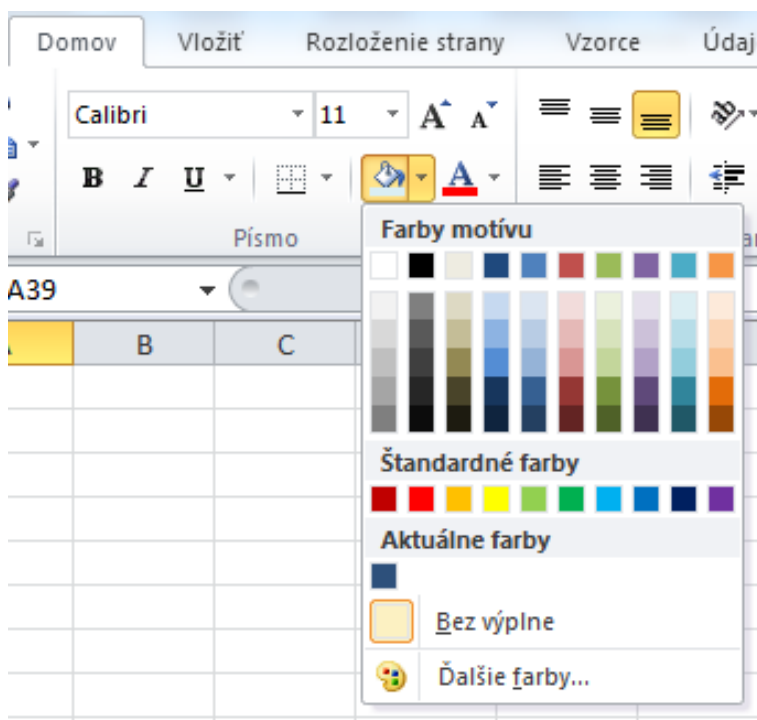 Domov Vložiť Rozloženie strany Vzorce Údaj
Calibri 11 A A
B I U A
Písmo
A39
B C
Farby motívu
Štandardné farby
Aktuálne farby
Bez výplne
Ďalšie farby...